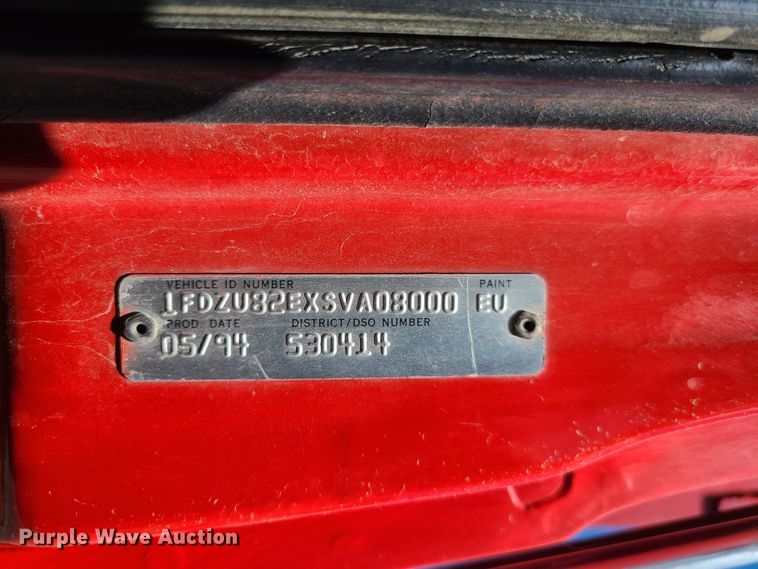 VEHICLE ID NUMBER PAINT
1FDZU82EXSVA08000 EU
PROD DATE DISTRICT/DSO NUMBER
05/94 530414
Purple Wave Auction